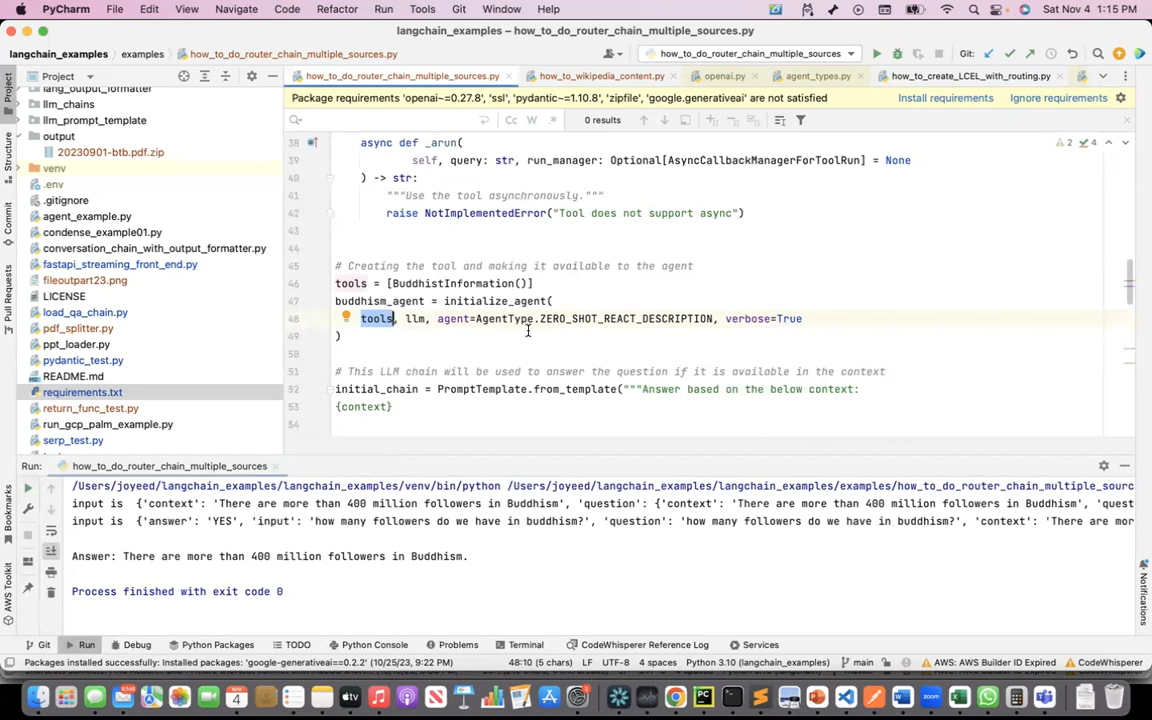 PyCharm File Edit View Navigate Code Refactor Run Tools Git Window Help Sat Nov 4 1:15 PM
langchain_examples – how_to_do_router_chain_multiple_sources.py
langchain_examples examples how_to_do_router_chain_multiple_sources.py how_to_do_router_chain_multiple_sources Git:
Project how_to_do_router_chain_multiple_sources.py how_to_wikipedia_content.py openai.py agent_types.py how_to_create_LCEL_with_routing.py
Package requirements 'openai~=0.27.8', 'ssl', 'pydantic~=1.10.8', 'zipfile', 'google.generativeai' are not satisfied Install requirements Ignore requirements
Cc W .* 0 results
Project
Structure
Commit
Pull Requests
Bookmarks
AWS Toolkit
Notifications
lang_output_formatter
llm_chains
llm_prompt_template
output
20230901-btb.pdf.zip
venv
.env
.gitignore
agent_example.py
condense_example01.py
conversation_chain_with_output_formatter.py
fastapi_streaming_front_end.py
fileoutpart23.png
LICENSE
load_qa_chain.py
pdf_splitter.py
ppt_loader.py
pydantic_test.py
README.md
requirements.txt
return_func_test.py
run_gcp_palm_example.py
serp_test.py
2 4
38 async def _arun(
39 self, query: str, run_manager: Optional[AsyncCallbackManagerForToolRun] = None
40 ) -> str:
41 """Use the tool asynchronously."""
42 raise NotImplementedError("Tool does not support async")
43
44
45 # Creating the tool and making it available to the agent
46 tools = [BuddhistInformation()]
47 buddhism_agent = initialize_agent(
48 tools, llm, agent=AgentType.ZERO_SHOT_REACT_DESCRIPTION, verbose=True
49 )
50
51 # This LLM chain will be used to answer the question if it is available in the context
52 initial_chain = PromptTemplate.from_template("""Answer based on the below context:
53 {context}
54
Run: how_to_do_router_chain_multiple_sources
/Users/joyeed/langchain_examples/langchain_examples/venv/bin/python /Users/joyeed/langchain_examples/langchain_examples/examples/how_to_do_router_chain_multiple_sourc
input is {'context': 'There are more than 400 million followers in Buddhism', 'question': {'context': 'There are more than 400 million followers in Buddhism', 'quest
input is {'answer': 'YES', 'input': 'how many followers do we have in buddhism?', 'question': 'how many followers do we have in buddhism?', 'context': 'There are mor
Answer: There are more than 400 million followers in Buddhism.
Process finished with exit code 0
Git Run Debug Python Packages TODO Python Console Problems Terminal CodeWhisperer Reference Log Services
Packages installed successfully: Installed packages: 'google-generativeai==0.2.2' (10/25/23, 9:22 PM) 48:10 (5 chars) LF UTF-8 4 spaces Python 3.10 (langchain_examples) main AWS: AWS Builder ID Expired CodeWhisperer